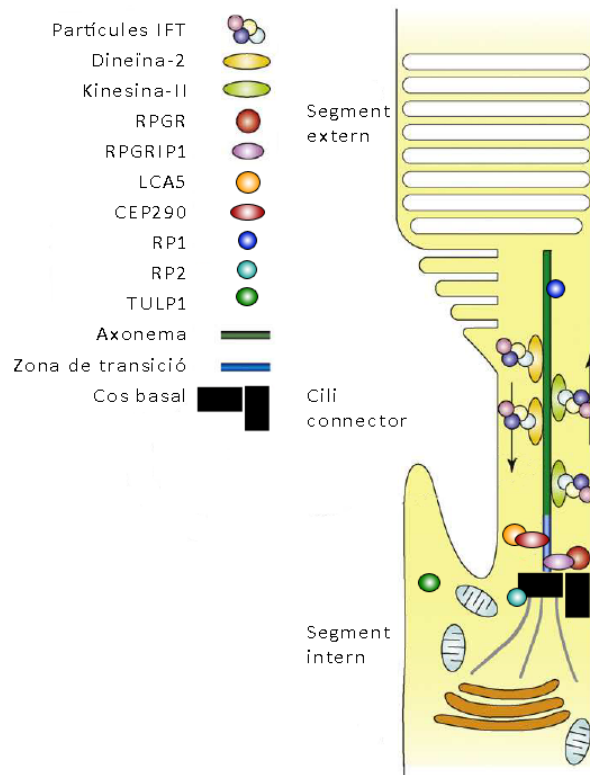 Partícules IFT
Dineïna-2
Kinesina-II
RPGR
RPGRIP1
LCA5
CEP290
RP1
RP2
TULP1
Axonema
Zona de transició
Cos basal
Segment
extern
Cili
connector
Segment
intern